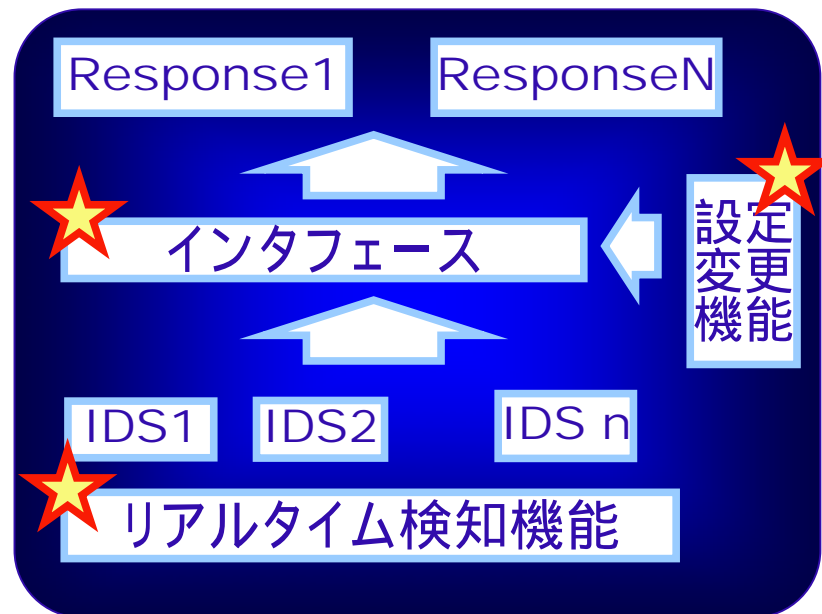 Response1
ResponseN
インタフェース
設定
変更
機能
IDS1
IDS2
IDS n
リアルタイム検知機能